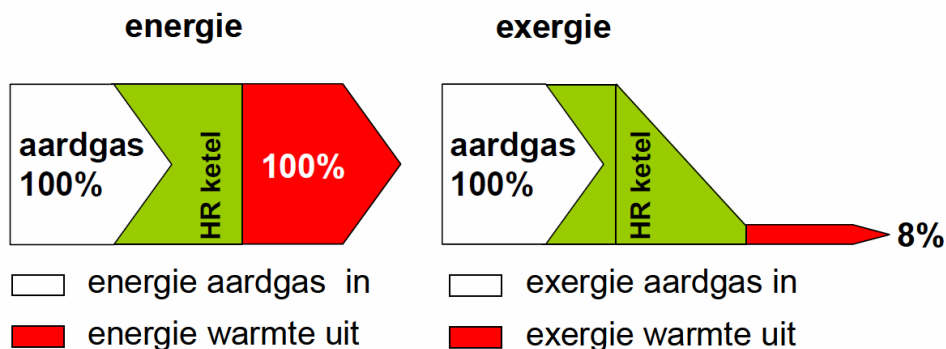 energie
exergie
aardgas
100%
HR ketel
100%
aardgas
100%
HR ketel
8%
energie aardgas in
energie warmte uit
exergie aardgas in
exergie warmte uit